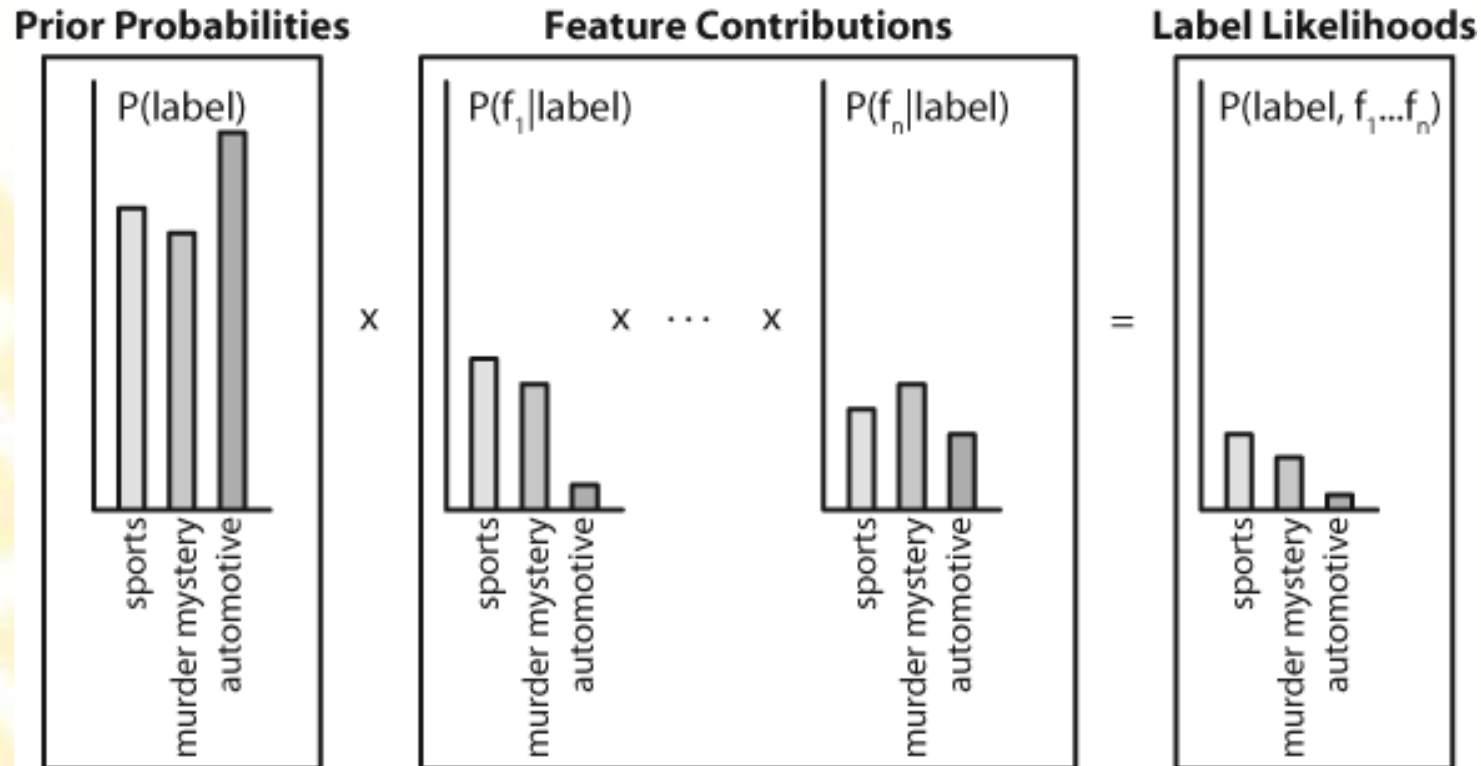 Prior Probabilities
Feature Contributions
Label Likelihoods
P(label)
P(f₁|label)
P(fₙ|label)
P(label, f₁...fₙ)
x
x
...
x
=
sports
murder mystery
automotive
sports
murder mystery
automotive
sports
murder mystery
automotive
sports
murder mystery
automotive